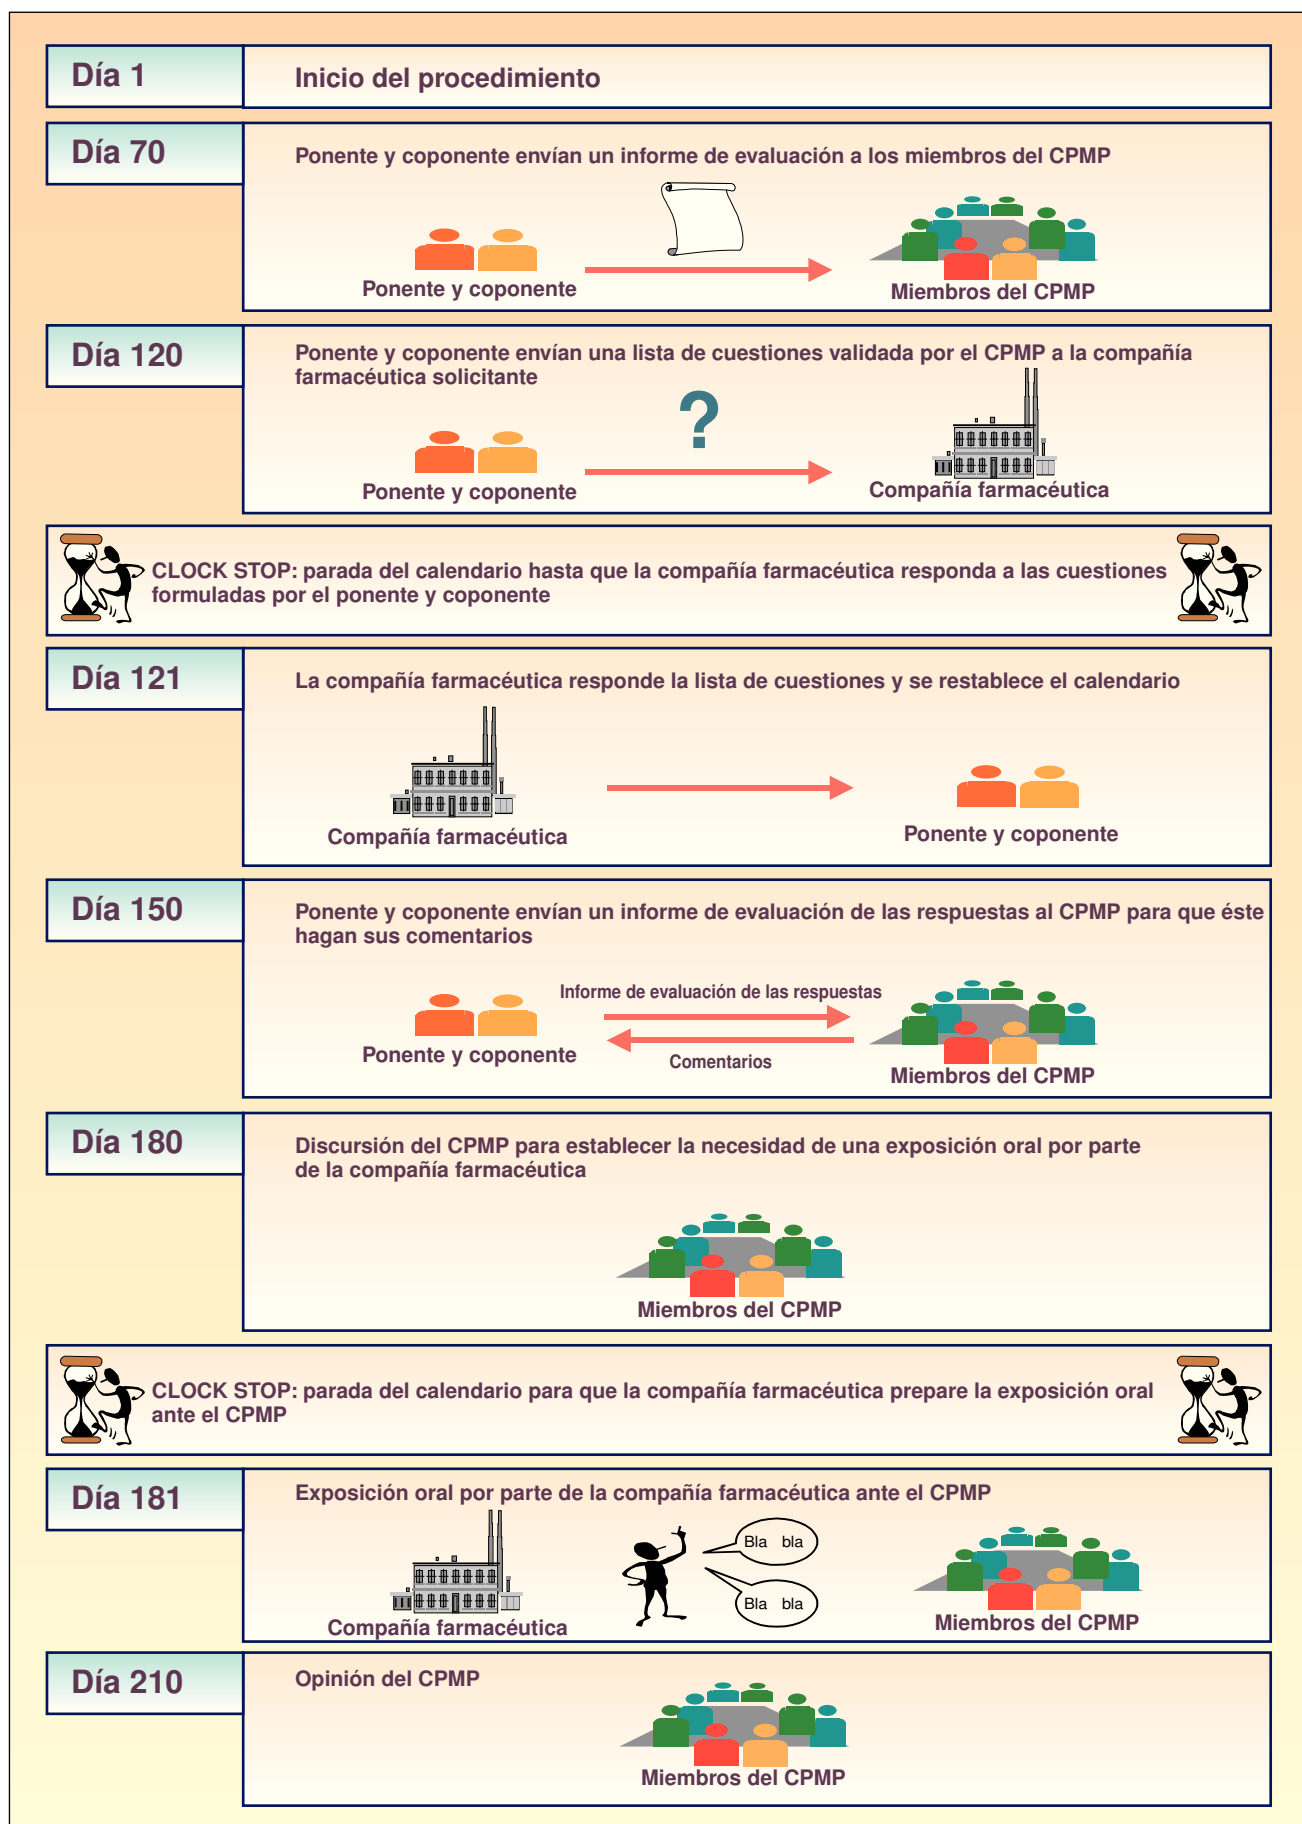 Día 1
Inicio del procedimiento
Día 70
Ponente y coponente envían un informe de evaluación a los miembros del CPMP
Ponente y coponente
Miembros del CPMP
Día 120
Ponente y coponente envían una lista de cuestiones validada por el CPMP a la compañía
farmacéutica solicitante
?
Ponente y coponente
Compañía farmacéutica
CLOCK STOP: parada del calendario hasta que la compañía farmacéutica responda a las cuestiones
formuladas por el ponente y coponente
Día 121
La compañía farmacéutica responde la lista de cuestiones y se restablece el calendario
Compañía farmacéutica
Ponente y coponente
Día 150
Ponente y coponente envían un informe de evaluación de las respuestas al CPMP para que éste
hagan sus comentarios
Informe de evaluación de las respuestas
Ponente y coponente
Comentarios
Miembros del CPMP
Día 180
Discursión del CPMP para establecer la necesidad de una exposición oral por parte
de la compañía farmacéutica
Miembros del CPMP
CLOCK STOP: parada del calendario para que la compañía farmacéutica prepare la exposición oral
ante el CPMP
Día 181
Exposición oral por parte de la compañía farmacéutica ante el CPMP
Bla bla
Bla bla
Compañía farmacéutica
Miembros del CPMP
Día 210
Opinión del CPMP
Miembros del CPMP